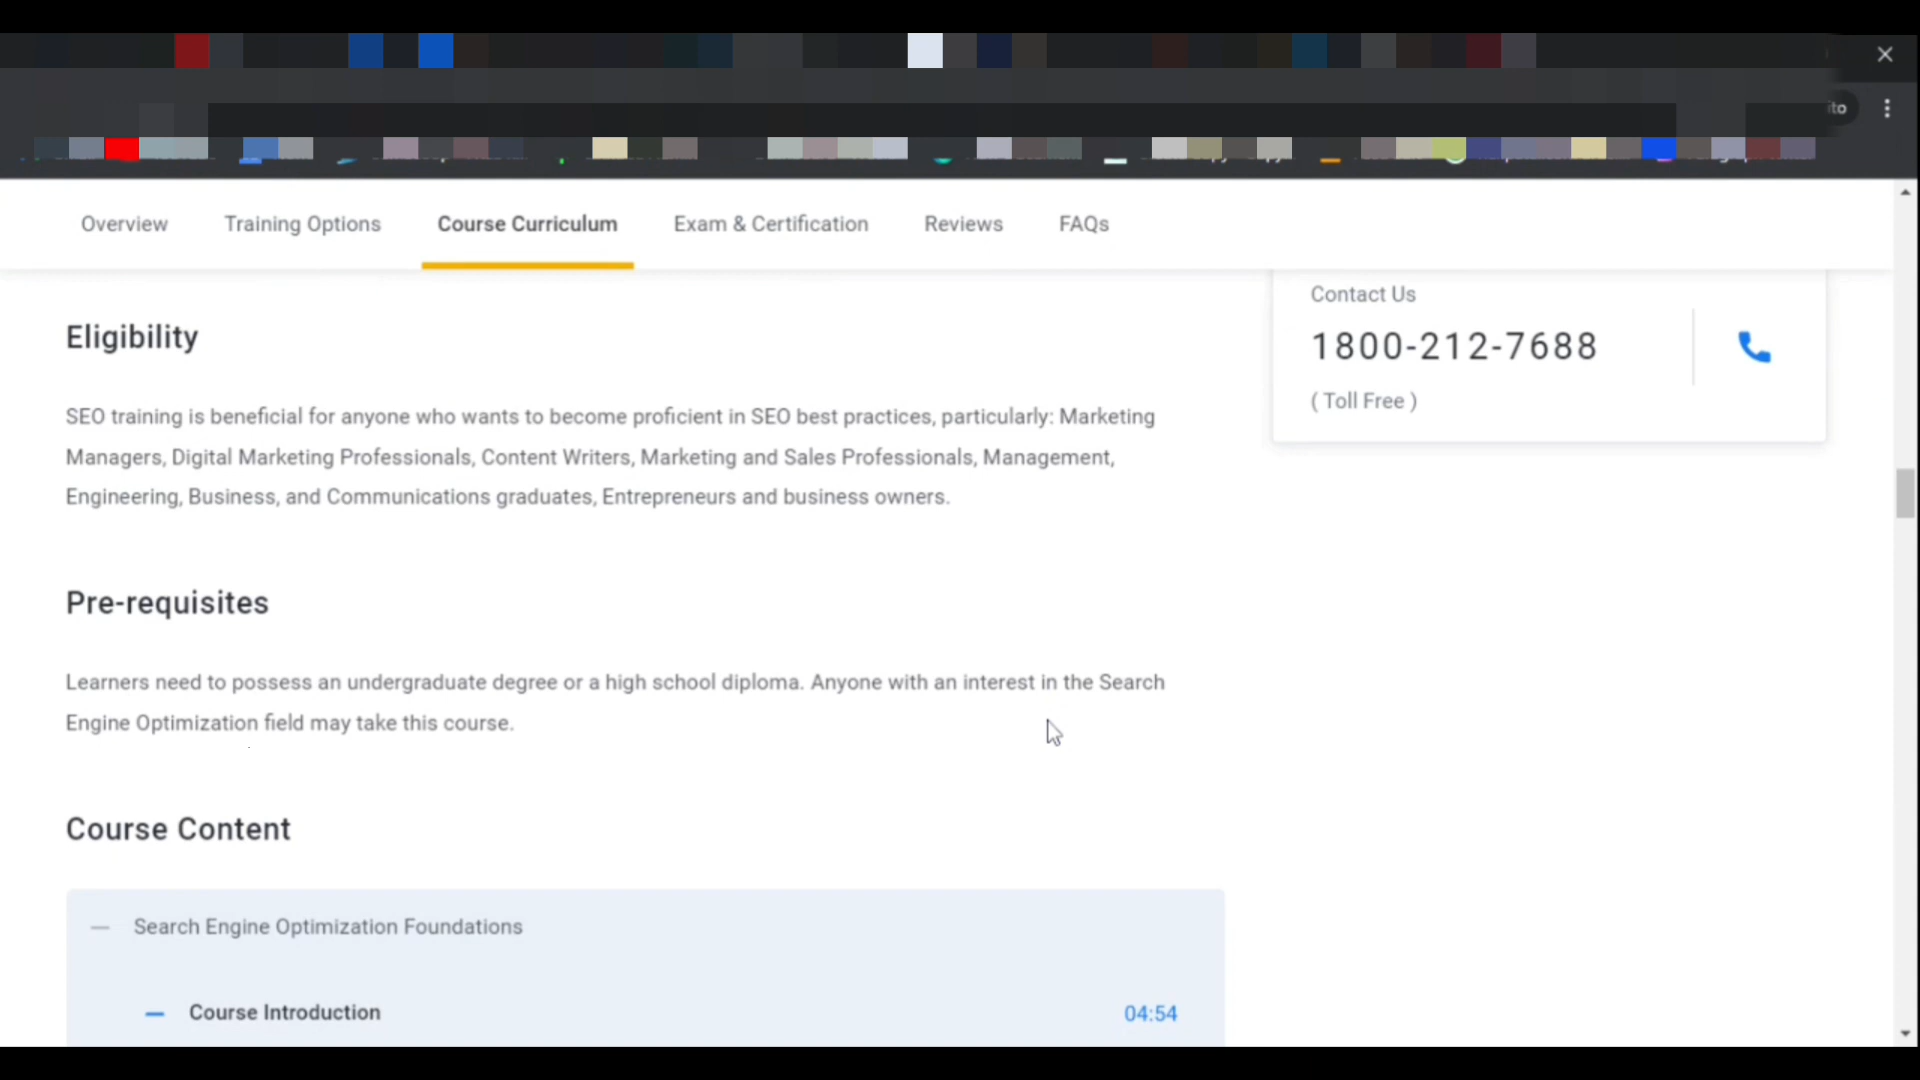 Overview Training Options Course Curriculum Exam & Certification Reviews FAQs
Contact Us
1800-212-7688
( Toll Free )
Eligibility
SEO training is beneficial for anyone who wants to become proficient in SEO best practices, particularly: Marketing
Managers, Digital Marketing Professionals, Content Writers, Marketing and Sales Professionals, Management,
Engineering, Business, and Communications graduates, Entrepreneurs and business owners.
Pre-requisites
Learners need to possess an undergraduate degree or a high school diploma. Anyone with an interest in the Search
Engine Optimization field may take this course.
Course Content
Search Engine Optimization Foundations
Course Introduction 04:54